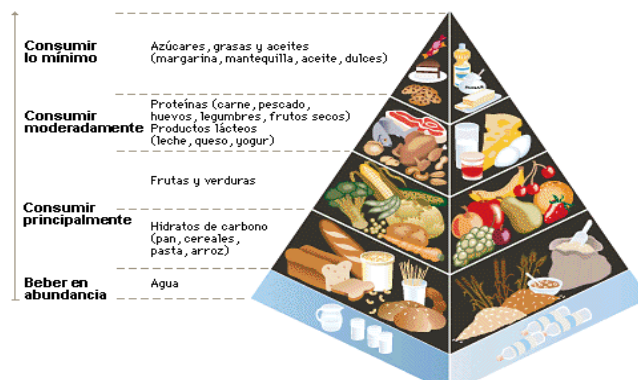 Consumir
lo mínimo
Azúcares, grasas y aceites
(margarina, mantequilla, aceite, dulces)
Consumir
moderadamente
Proteínas (carne, pescado,
huevos, legumbres, frutos secos)
Productos lácteos
(leche, queso, yogur)
Frutas y verduras
Consumir
principalmente
Hidratos de carbono
(pan, cereales,
pasta, arroz)
Beber en
abundancia
Agua